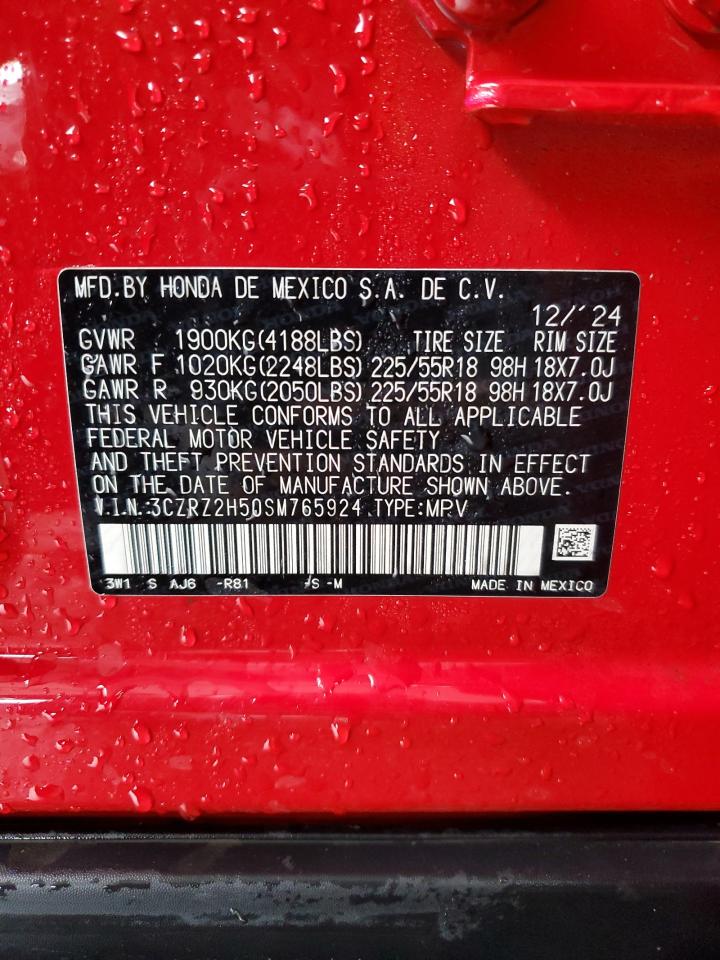 MFD.BY HONDA DE MEXICO S.A. DE C.V.
12/'24
GVWR 1900KG(4188LBS) TIRE SIZE RIM SIZE
GAWR F 1020KG(2248LBS) 225/55R18 98H 18X7.0J
GAWR R 930KG(2050LBS) 225/55R18 98H 18X7.0J
THIS VEHICLE CONFORMS TO ALL APPLICABLE
FEDERAL MOTOR VEHICLE SAFETY
AND THEFT PREVENTION STANDARDS IN EFFECT
ON THE DATE OF MANUFACTURE SHOWN ABOVE.
V.I.N.3CZRZ2H50SM765924 TYPE:MPV
3W1 S AJ6 -R81 /S -M MADE IN MEXICO